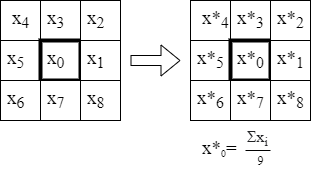 x₄ x₃ x₂ x*₄ x*₃ x*₂
x₅ x₀ x₁ x*₅ x*₀ x*₁
x₆ x₇ x₈ x*₆ x*₇ x*₈
x*₀= Σxᵢ
9